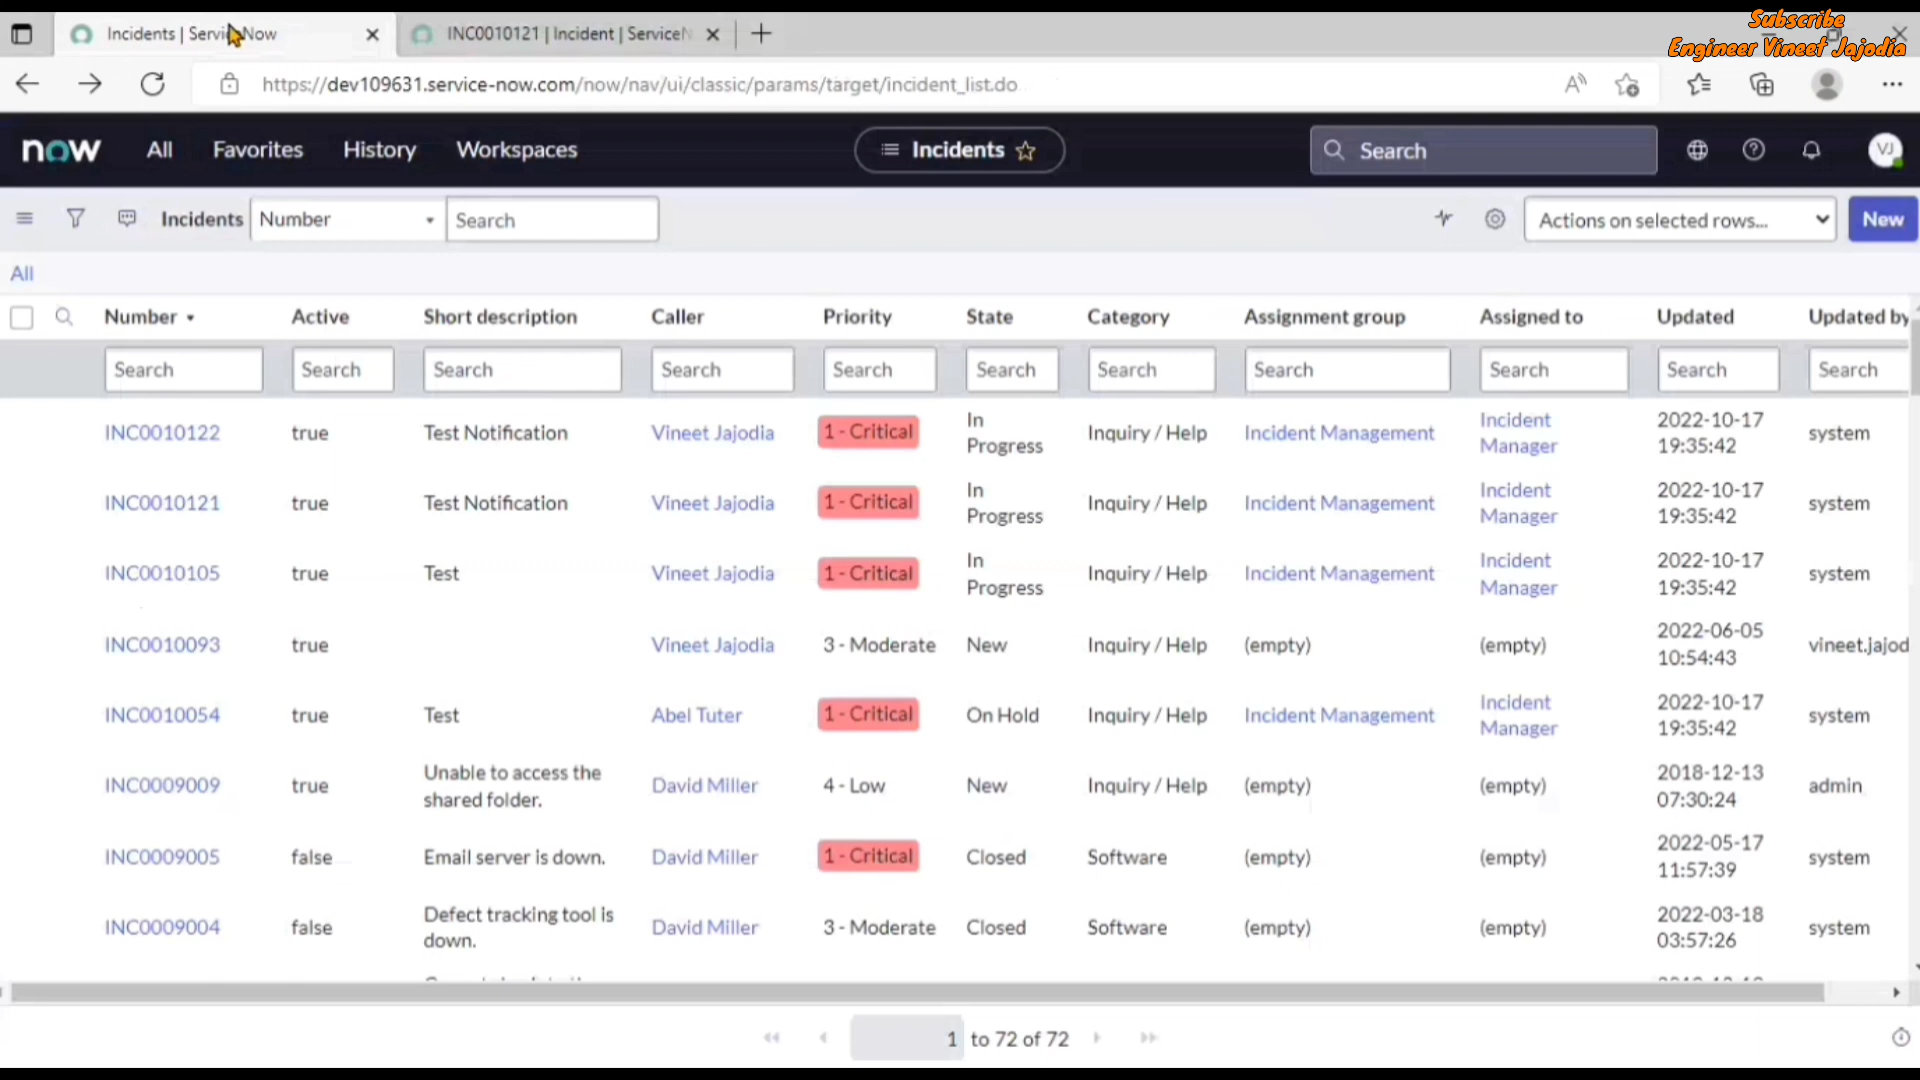 Subscribe
Engineer Vineet Jajodia
Incidents | ServiceNow
INC0010121 | Incident | ServiceN
https://dev109631.service-now.com/now/nav/ui/classic/params/target/incident_list.do
now All Favorites History Workspaces Incidents Search VJ
Incidents Number Search Actions on selected rows... New
All
Number Active Short description Caller Priority State Category Assignment group Assigned to Updated Updated by
Search Search Search Search Search Search Search Search Search Search Search
INC0010122 true Test Notification Vineet Jajodia 1 - Critical In Progress Inquiry / Help Incident Management Incident Manager 2022-10-17 19:35:42 system
INC0010121 true Test Notification Vineet Jajodia 1 - Critical In Progress Inquiry / Help Incident Management Incident Manager 2022-10-17 19:35:42 system
INC0010105 true Test Vineet Jajodia 1 - Critical In Progress Inquiry / Help Incident Management Incident Manager 2022-10-17 19:35:42 system
INC0010093 true Vineet Jajodia 3 - Moderate New Inquiry / Help (empty) (empty) 2022-06-05 10:54:43 vineet.jajod
INC0010054 true Test Abel Tuter 1 - Critical On Hold Inquiry / Help Incident Management Incident Manager 2022-10-17 19:35:42 system
INC0009009 true Unable to access the shared folder. David Miller 4 - Low New Inquiry / Help (empty) (empty) 2018-12-13 07:30:24 admin
INC0009005 false Email server is down. David Miller 1 - Critical Closed Software (empty) (empty) 2022-05-17 11:57:39 system
INC0009004 false Defect tracking tool is down. David Miller 3 - Moderate Closed Software (empty) (empty) 2022-03-18 03:57:26 system
1 to 72 of 72